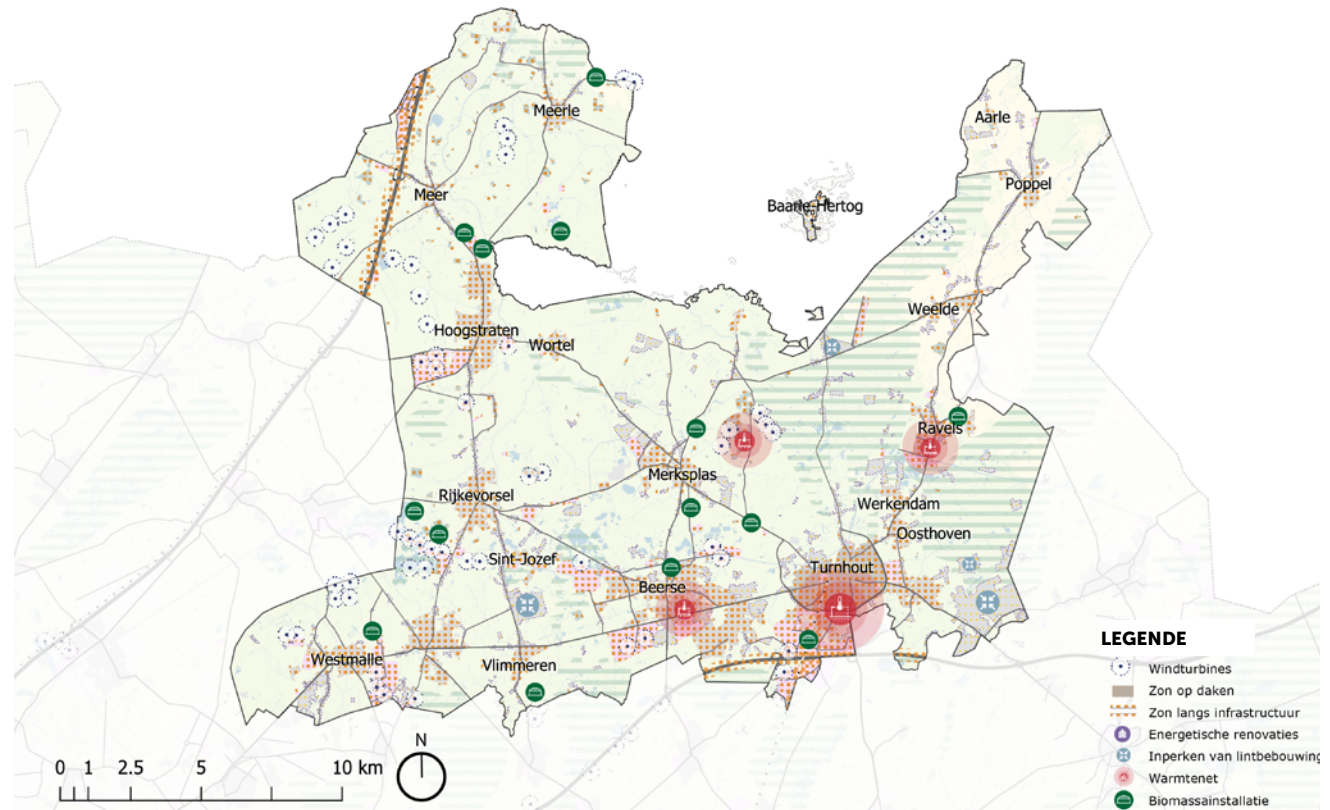 Meerle
Aarle
Poppel
Meer
Baarle-Hertog
Weelde
Hoogstraten
Wortel
Ravels
Merksplas
Rijkevorsel
Werkendam
Oosthoven
Sint-Jozef
Turnhout
Beerse
Westmalle
Vlimmeren
LEGENDE
Windturbines
Zon op daken
Zon langs infrastructuur
Energetische renovaties
Inperken van lintbebouwing
Warmtenet
Biomassainstallatie
N
0 1 2.5 5 10 km